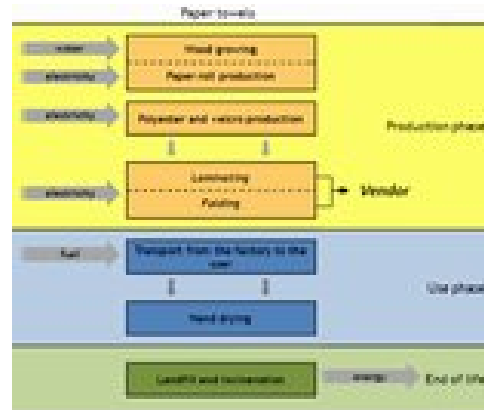 Paper towels
water
Wood growing
electricity
Paper roll production
electricity
Polyester and velcro production
Production phase
Laminating
electricity
Vendor
Folding
fuel
Transport from the factory to the
user
Use phase
Hand drying
Landfill and incineration
energy
End of life